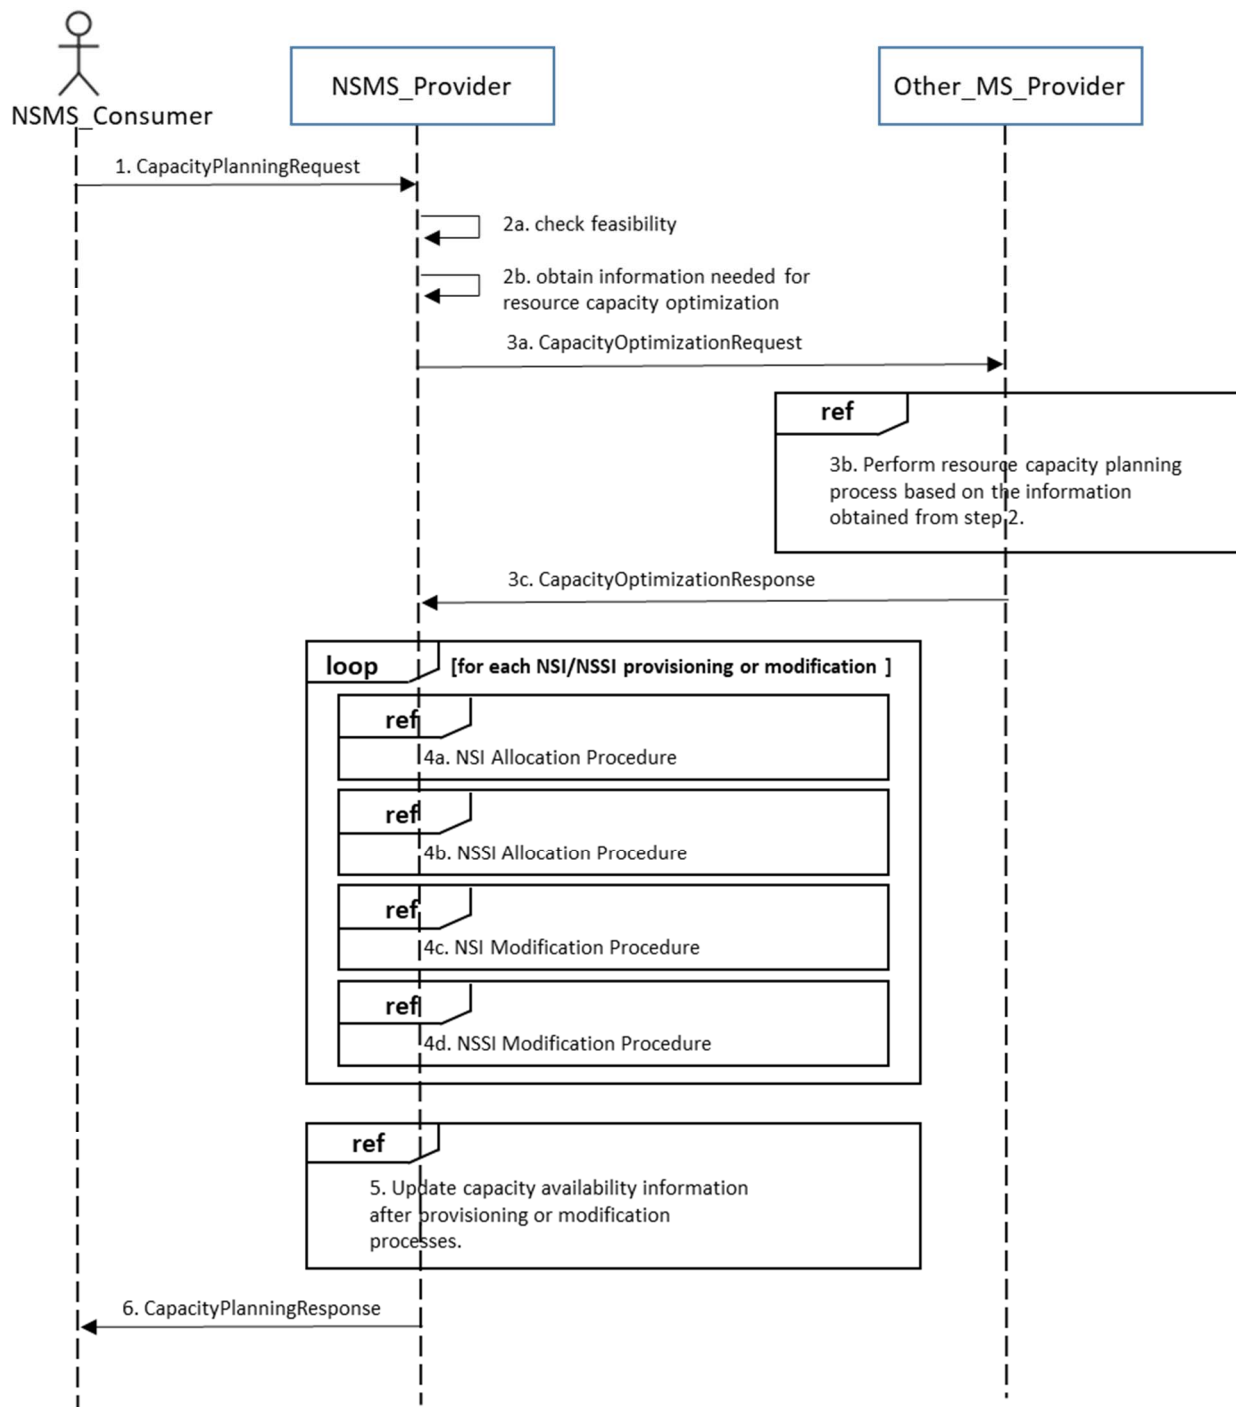 NSMS_Consumer
NSMS_Provider
Other_MS_Provider
1. CapacityPlanningRequest
2a. check feasibility
2b. obtain information needed for
resource capacity optimization
3a. CapacityOptimizationRequest
ref
3b. Perform resource capacity planning
process based on the information
obtained from step 2.
3c. CapacityOptimizationResponse
loop
[for each NSI/NSSI provisioning or modification ]
ref
4a. NSI Allocation Procedure
ref
4b. NSSI Allocation Procedure
ref
4c. NSI Modification Procedure
ref
4d. NSSI Modification Procedure
ref
5. Update capacity availability information
after provisioning or modification
processes.
6. CapacityPlanningResponse